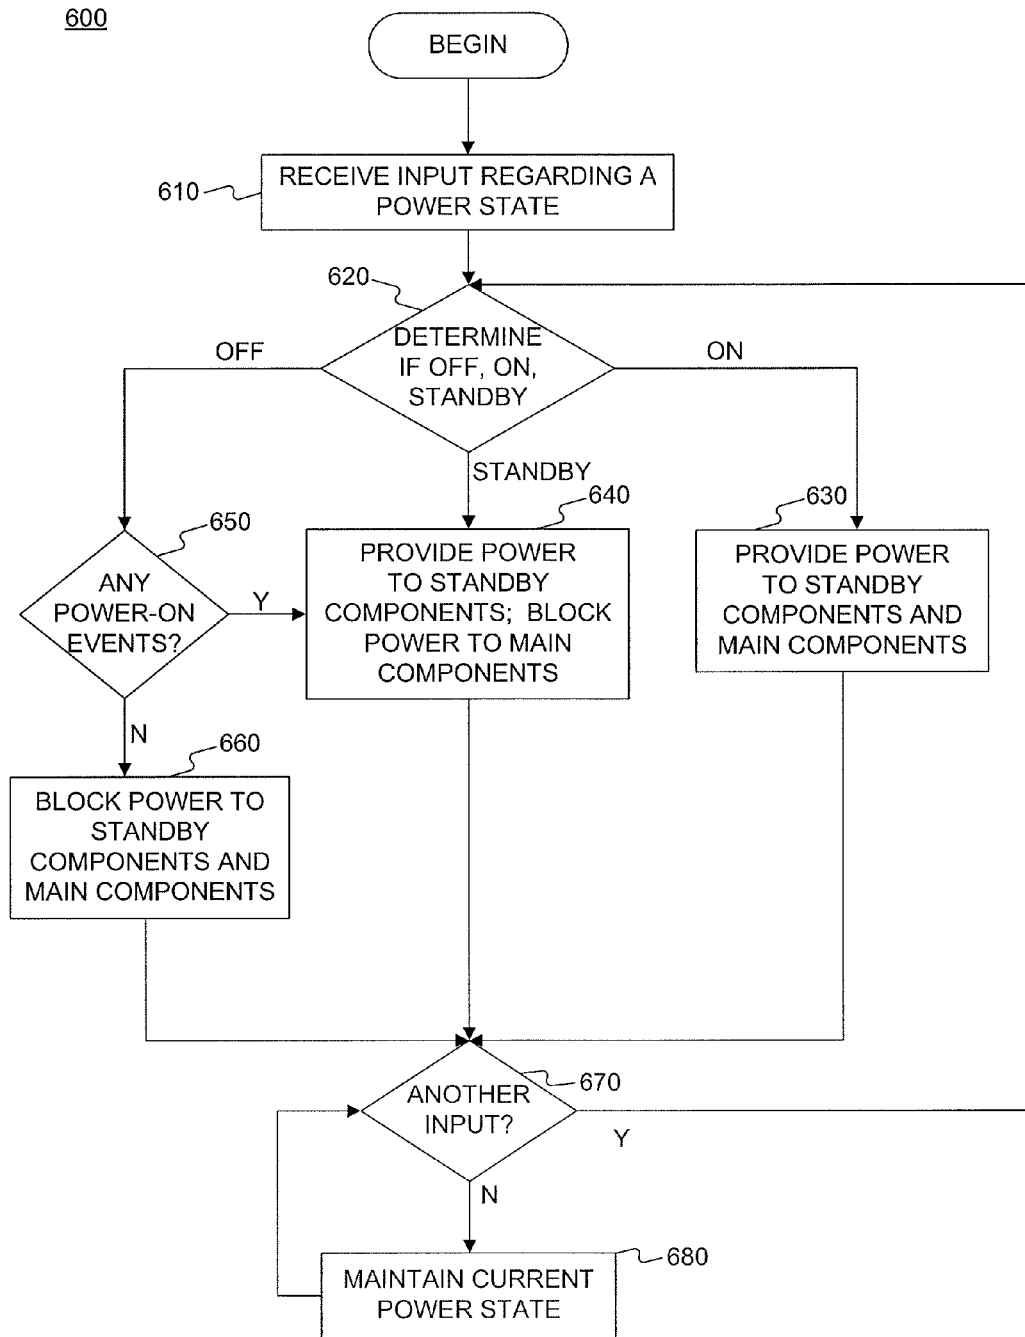 600
BEGIN
RECEIVE INPUT REGARDING A
POWER STATE
610
620
DETERMINE
IF OFF, ON,
STANDBY
OFF
ON
STANDBY
650
ANY
POWER-ON
EVENTS?
Y
N
640
PROVIDE POWER
TO STANDBY
COMPONENTS; BLOCK
POWER TO MAIN
COMPONENTS
630
PROVIDE POWER
TO STANDBY
COMPONENTS AND
MAIN COMPONENTS
660
BLOCK POWER TO
STANDBY
COMPONENTS AND
MAIN COMPONENTS
670
ANOTHER
INPUT?
Y
N
680
MAINTAIN CURRENT
POWER STATE